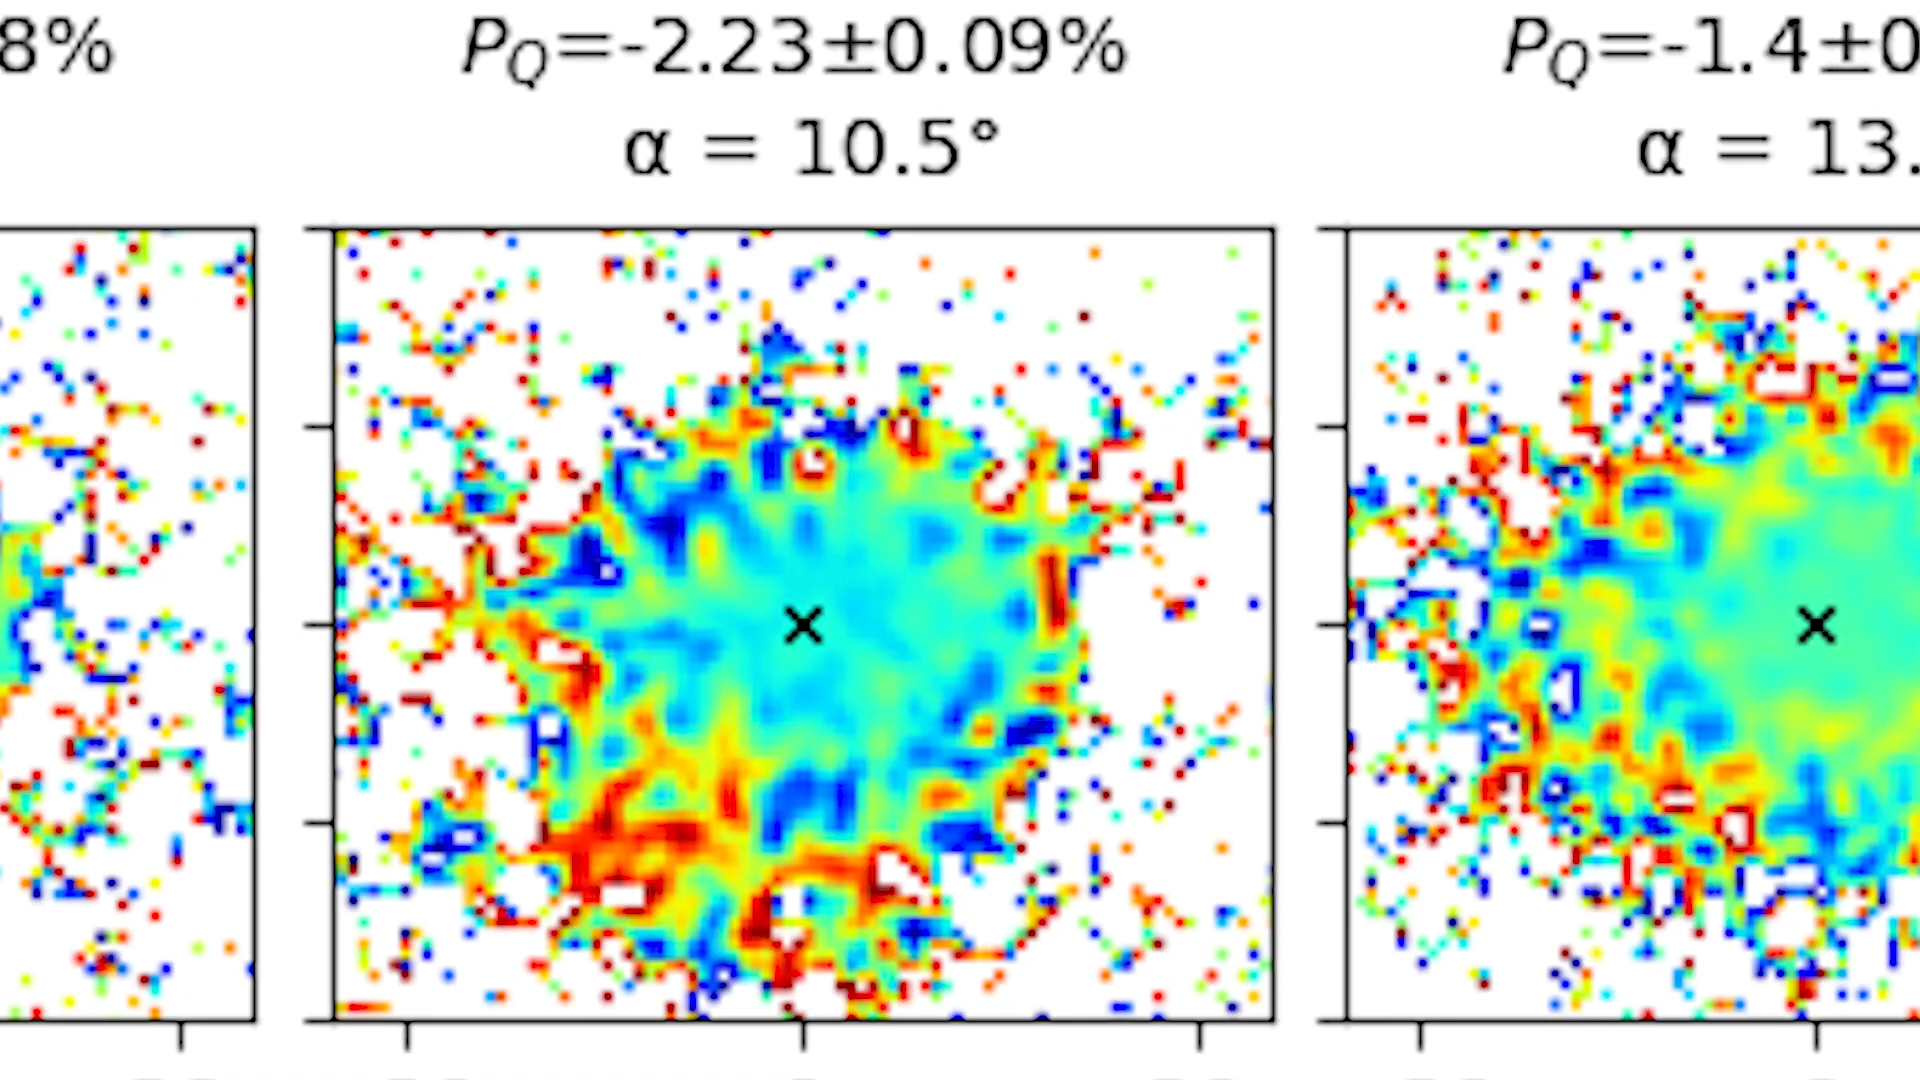 8% P_Q=-2.23±0.09% P_Q=-1.4±0
α = 10.5° α = 13.